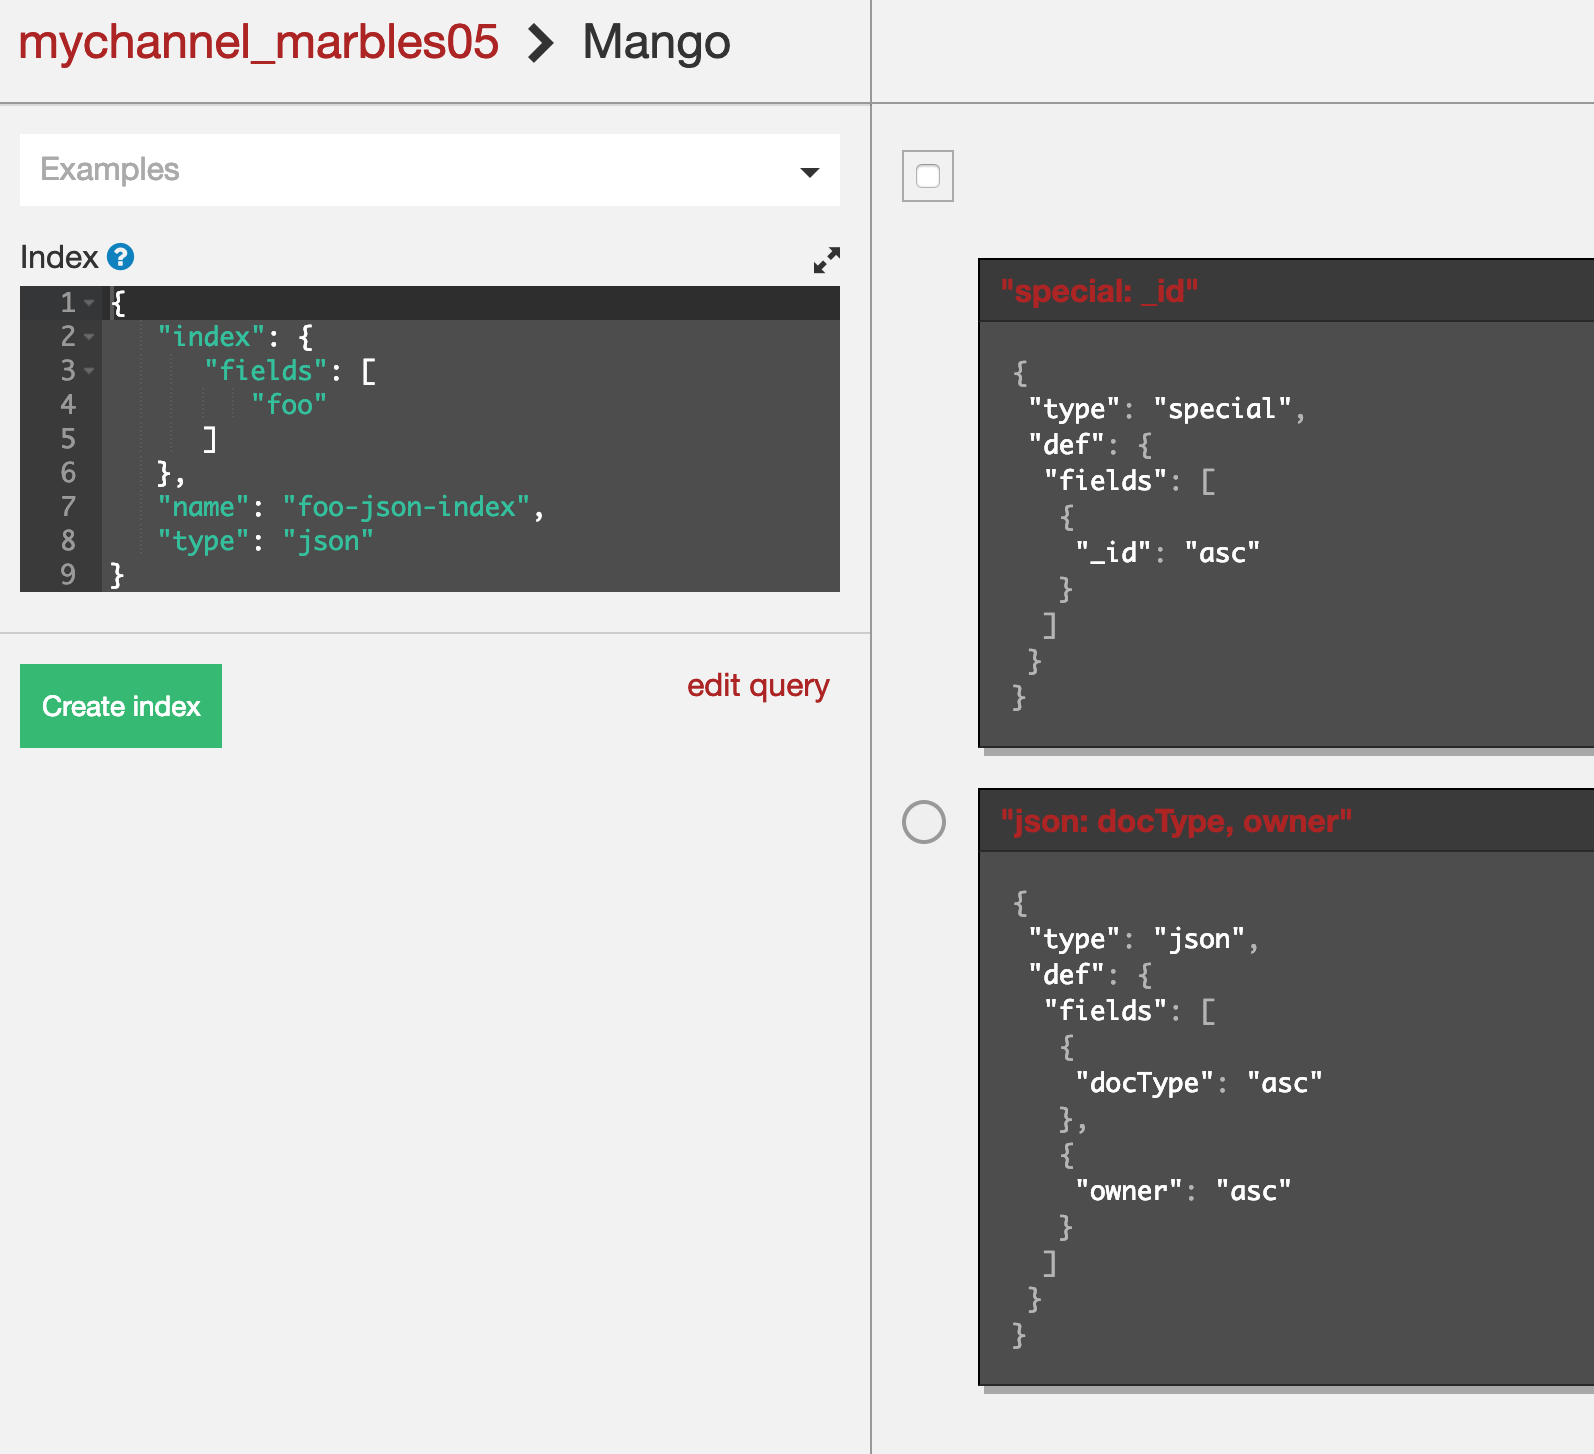 mychannel_marbles05 > Mango
Examples
Index ?
1 {
2 "index": {
3 "fields": [
4 "foo"
5 ]
6 },
7 "name": "foo-json-index",
8 "type": "json"
9 }
Create index
edit query
"special: _id"
{
"type": "special",
"def": {
"fields": [
{
"_id": "asc"
}
]
}
}
"json: docType, owner"
{
"type": "json",
"def": {
"fields": [
{
"docType": "asc"
},
{
"owner": "asc"
}
]
}
}